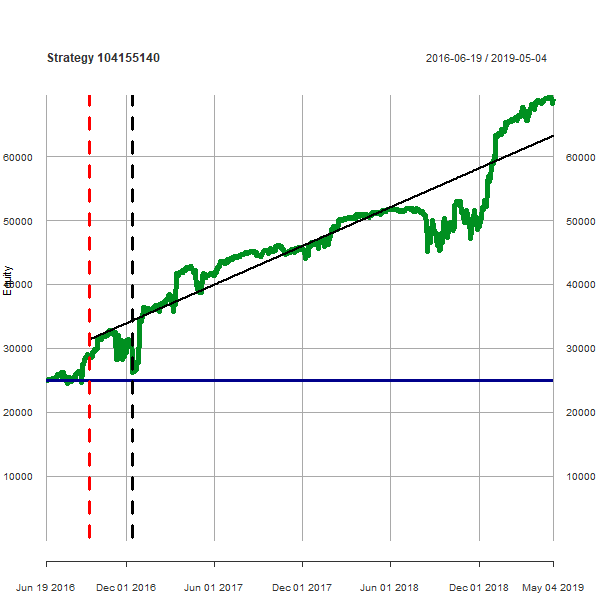 Strategy 104155140
2016-06-19 / 2019-05-04
60000
60000
50000
50000
Equity
40000
40000
30000
30000
20000
20000
10000
10000
Jun 19 2016
Dec 01 2016
Jun 01 2017
Dec 01 2017
Jun 01 2018
Dec 01 2018
May 04 2019